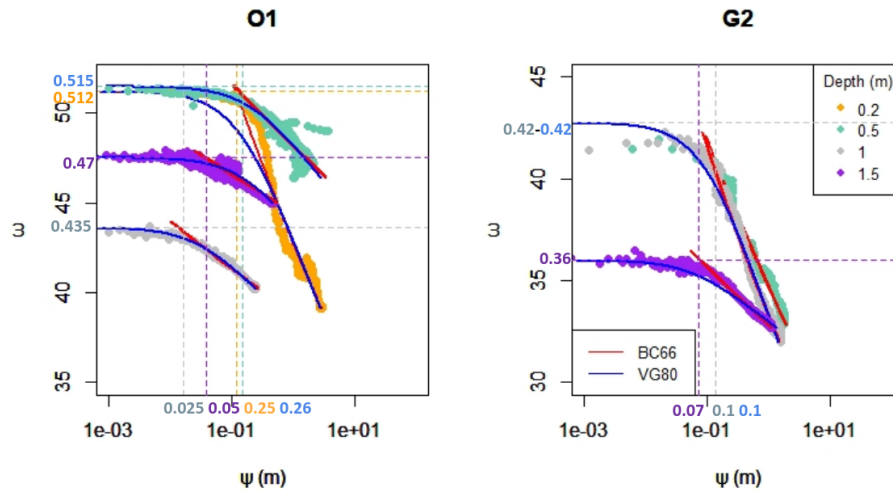 O1
0.515
0.512
50
0.47
45
0.435
40
35
ω
0.025 0.05 0.25 0.26
1e-03 1e-01 1e+01
ψ (m)
G2
45
0.42-0.42
40
0.36
35
30
ω
Depth (m)
0.2
0.5
1
1.5
BC66
VG80
0.07 0.1 0.1
1e-03 1e-01 1e+01
ψ (m)